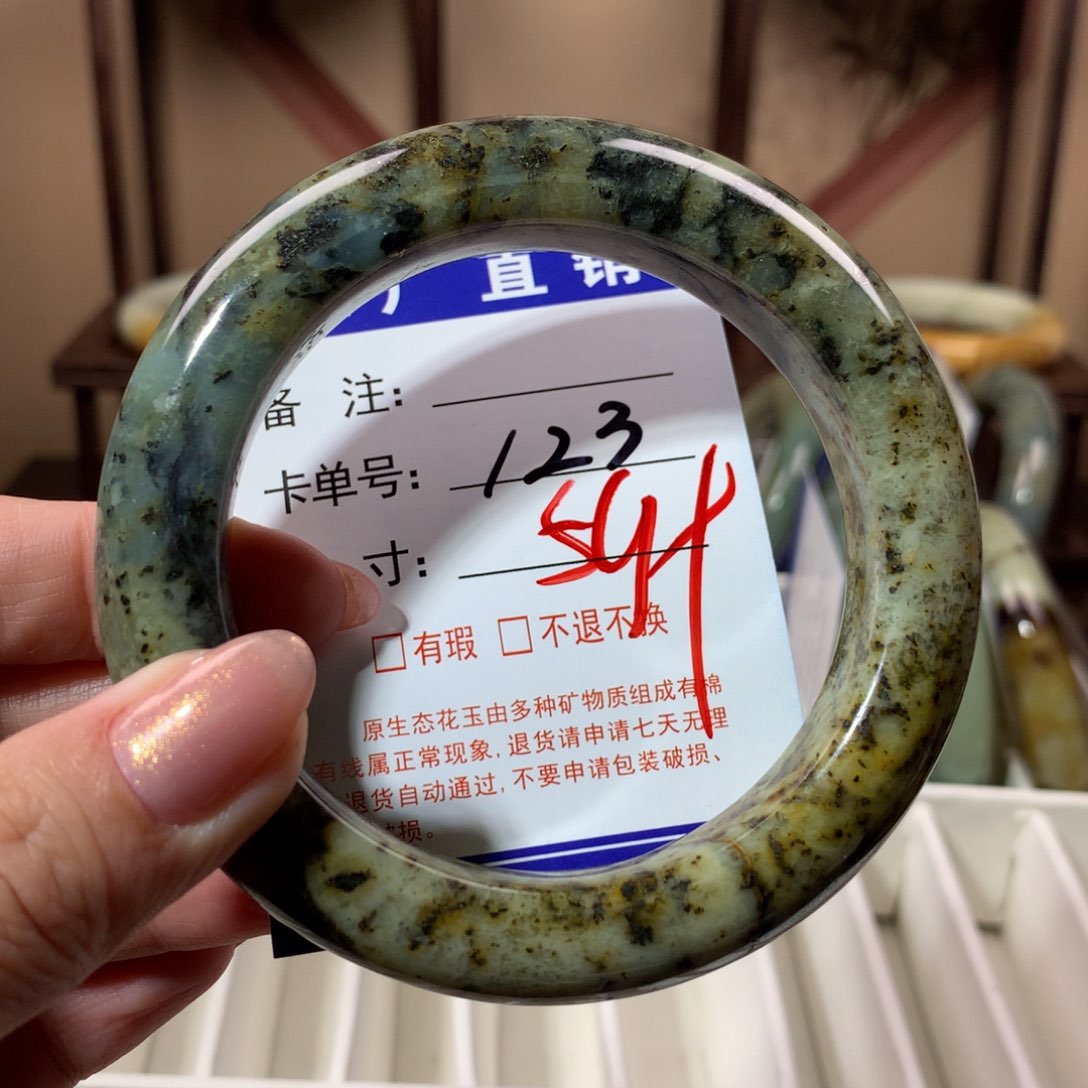 厂直销
备 注:
卡单号: 123
寸:
□有瑕 □不退不换
原生态花玉由多种矿物质组成有棉
有线属正常现象,退货请申请七天无理
退货自动通过,不要申请包装破损、
损。